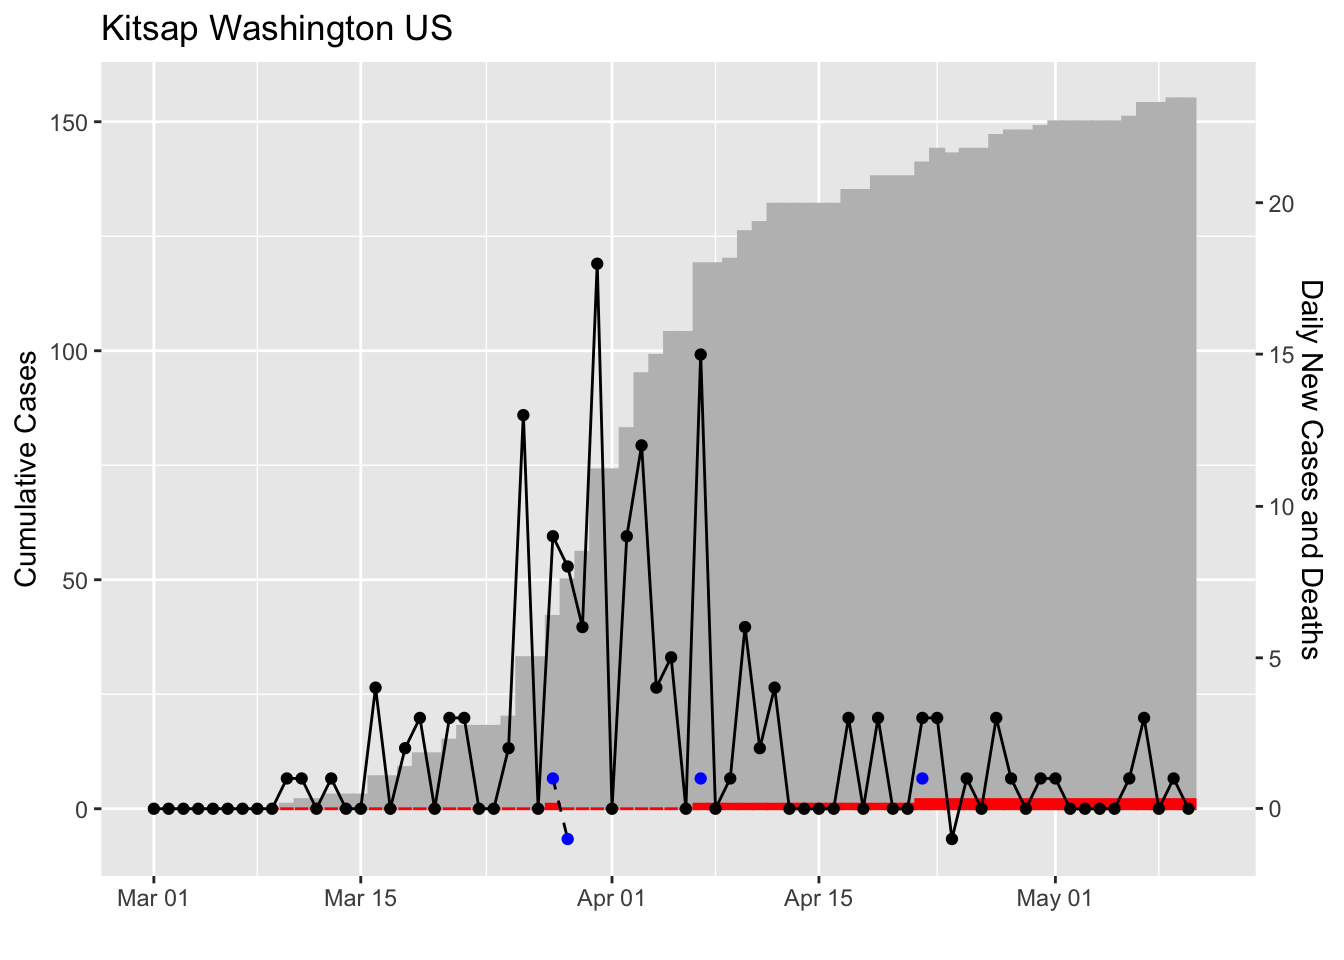 Kitsap Washington US
150
100
50
0
Cumulative Cases
20
15
10
5
0
Daily New Cases and Deaths
Mar 01
Mar 15
Apr 01
Apr 15
May 01